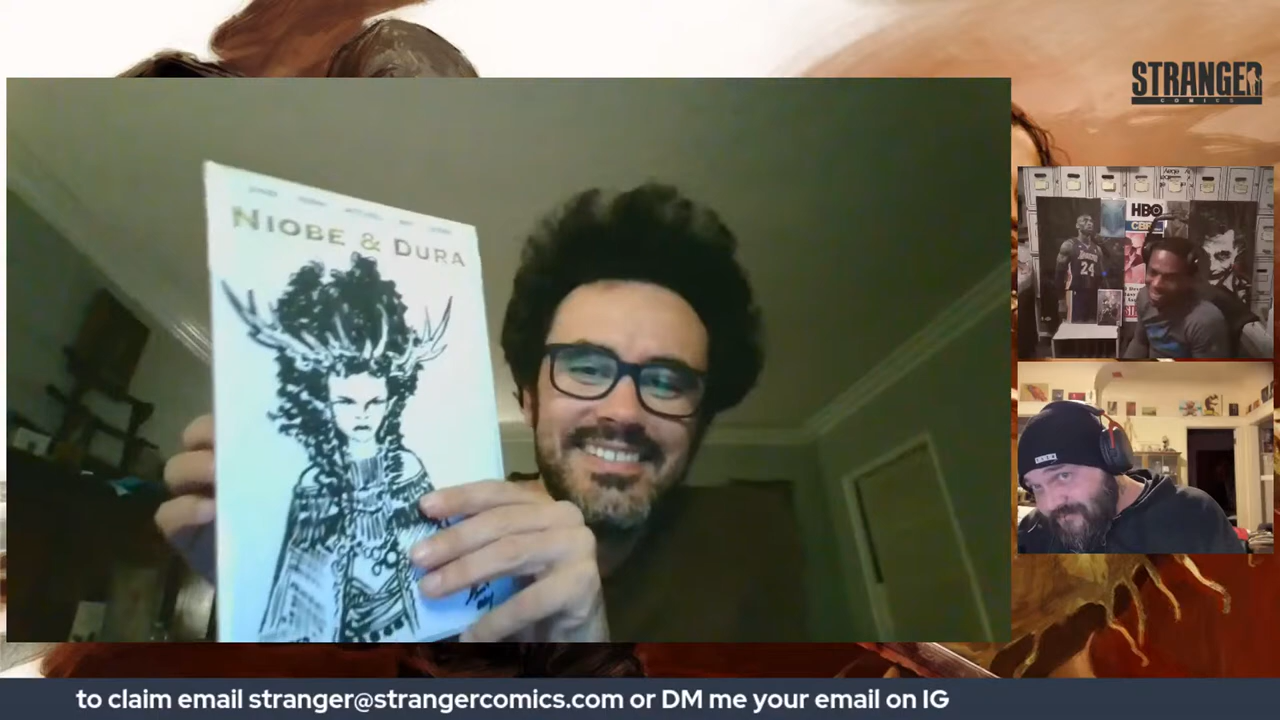 STRANGER
COMICS
NIOBE & DURA
HBO
24
to claim email stranger@strangercomics.com or DM me your email on IG